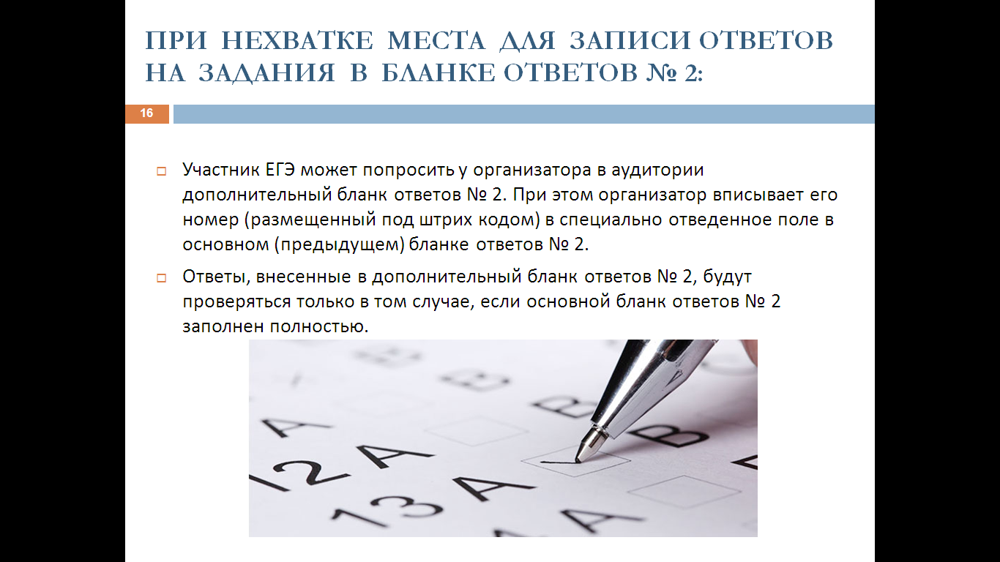 ПРИ НЕХВАТКЕ МЕСТА ДЛЯ ЗАПИСИ ОТВЕТОВ
НА ЗАДАНИЯ В БЛАНКЕ ОТВЕТОВ № 2:
16
Участник ЕГЭ может попросить у организатора в аудитории
дополнительный бланк ответов № 2. При этом организатор вписывает его
номер (размещенный под штрих кодом) в специально отведенное поле в
основном (предыдущем) бланке ответов № 2.
Ответы, внесенные в дополнительный бланк ответов № 2, будут
проверяться только в том случае, если основной бланк ответов № 2
заполнен полностью.
B
A
B
12 A
13 A
A